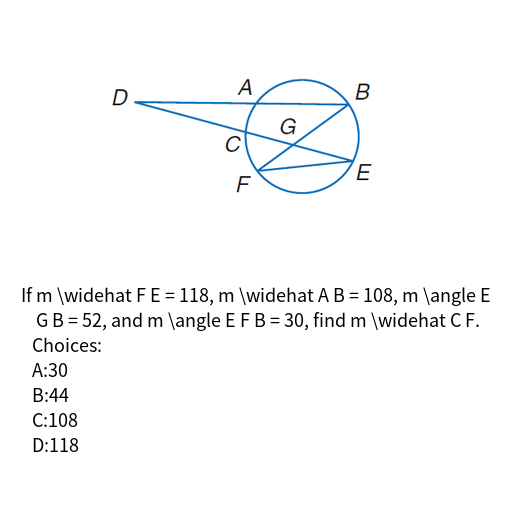 A
B
D
G
C
E
F
If m \widehat F E = 118, m \widehat A B = 108, m \angle E
G B = 52, and m \angle E F B = 30, find m \widehat C F.
Choices:
A:30
B:44
C:108
D:118